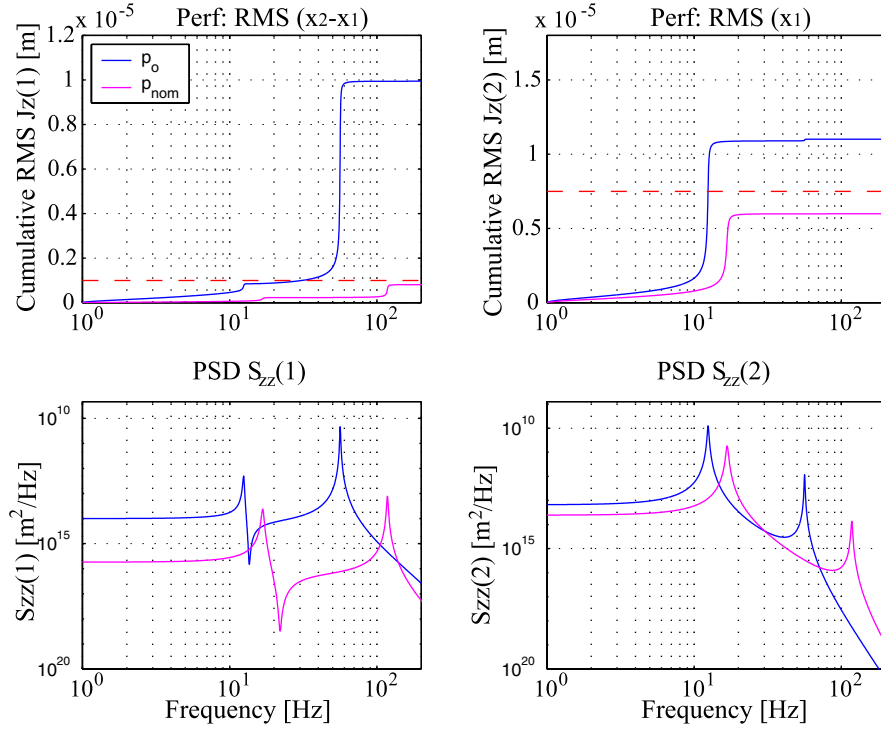 x 10^-5 Perf: RMS (x2-x1)
Cumulative RMS Jz(1) [m]
1.2
1
0.8
0.6
0.4
0.2
0
p_o
p_nom
10^0 10^1 10^2
x 10^-5 Perf: RMS (x1)
Cumulative RMS Jz(2) [m]
1.5
1
0.5
0
10^0 10^1 10^2
PSD S_zz(1)
Szz(1) [m^2/Hz]
10^10
10^15
10^20
10^0 10^1 10^2
Frequency [Hz]
PSD S_zz(2)
Szz(2) [m^2/Hz]
10^10
10^15
10^20
10^0 10^1 10^2
Frequency [Hz]